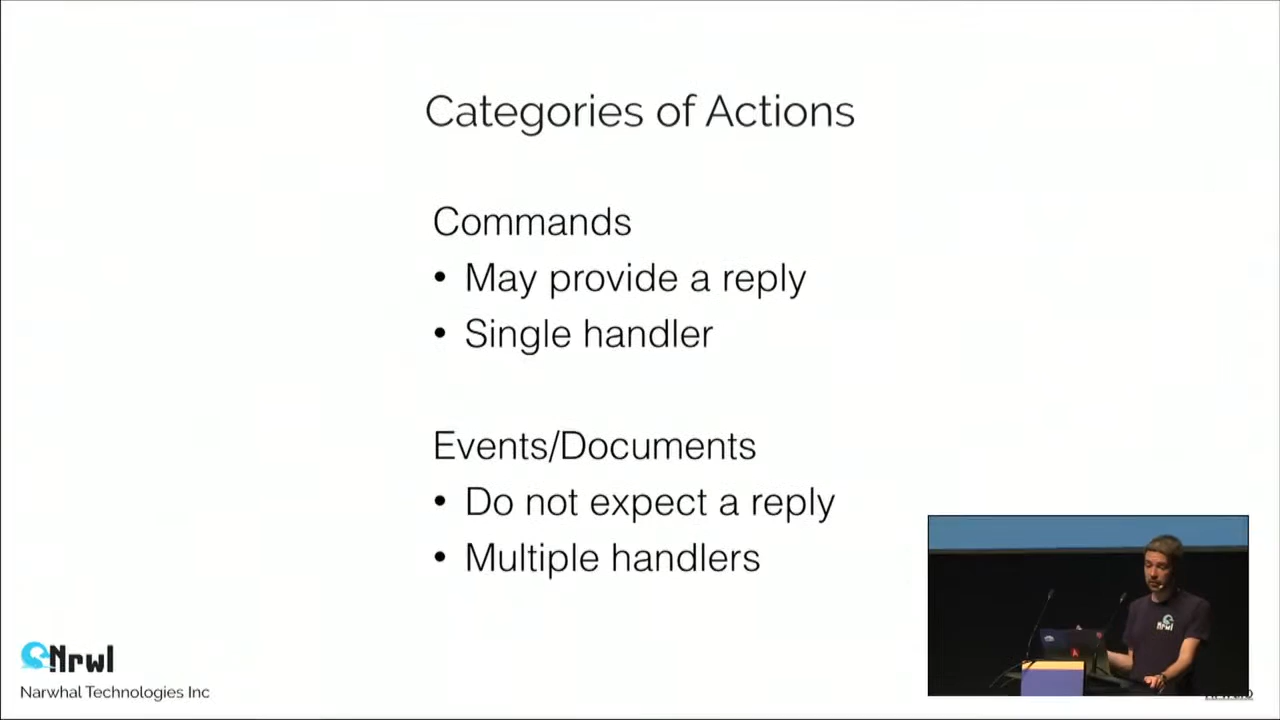 Categories of Actions
Commands
• May provide a reply
• Single handler
Events/Documents
• Do not expect a reply
• Multiple handlers
Nrwl
Narwhal Technologies Inc
Nrwl